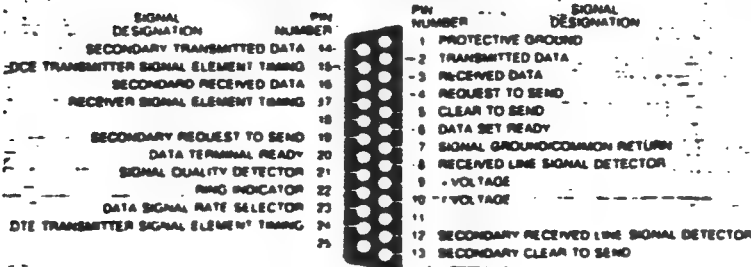 SIGNAL DESIGNATION PIN NUMBER
SECONDARY TRANSMITTED DATA 14
DCE TRANSMITTER SIGNAL ELEMENT TIMING 15
SECONDARD RECEIVED DATA 16
RECEIVER SIGNAL ELEMENT TIMING 17
18
SECONDARY REQUEST TO SEND 19
DATA TERMINAL READY 20
SIGNAL QUALITY DETECTOR 21
RING INDICATOR 22
DATA SIGNAL RATE SELECTOR 23
DTE TRANSMITTER SIGNAL ELEMENT TIMING 24
25
PIN NUMBER SIGNAL DESIGNATION
1 PROTECTIVE GROUND
2 TRANSMITTED DATA
3 RECEIVED DATA
4 REQUEST TO SEND
5 CLEAR TO SEND
6 DATA SET READY
7 SIGNAL GROUND/COMMON RETURN
8 RECEIVED LINE SIGNAL DETECTOR
9 + VOLTAGE
10 VOLTAGE
11
12 SECONDARY RECEIVED LINE SIGNAL DETECTOR
13 SECONDARY CLEAR TO SEND